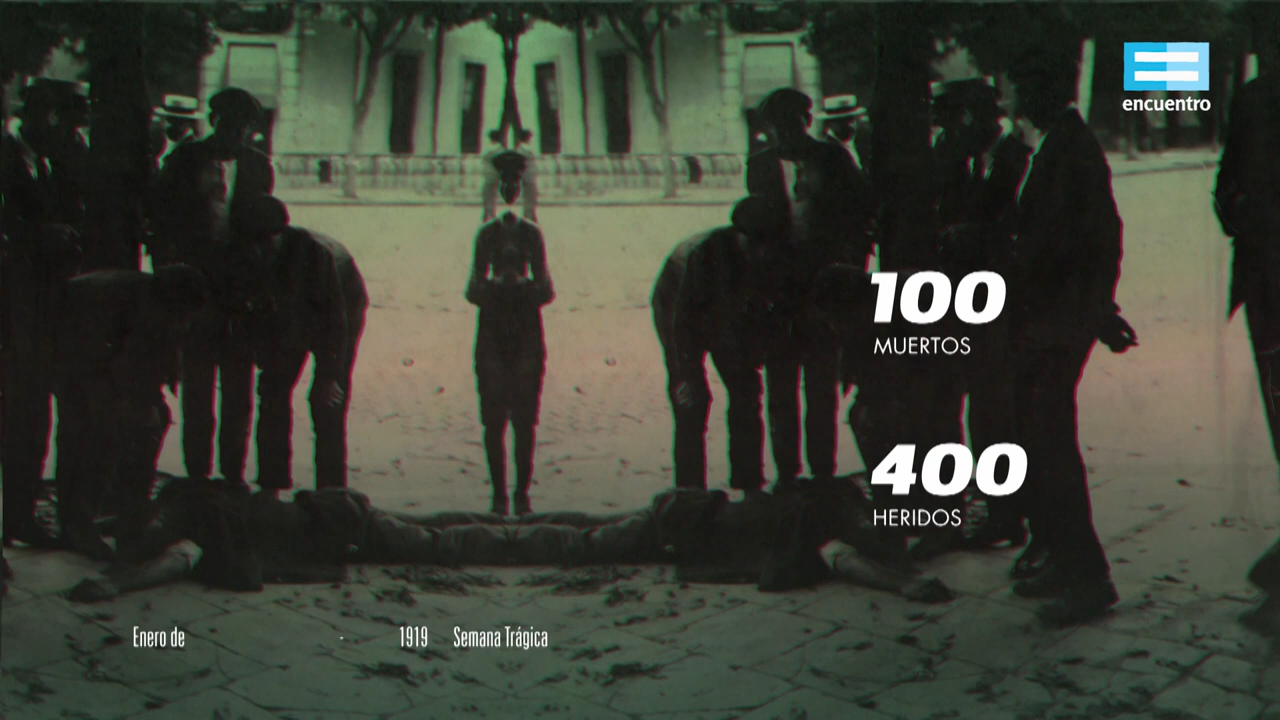 encuentro
100
MUERTOS
400
HERIDOS
Enero de - 1919 Semana Trágica